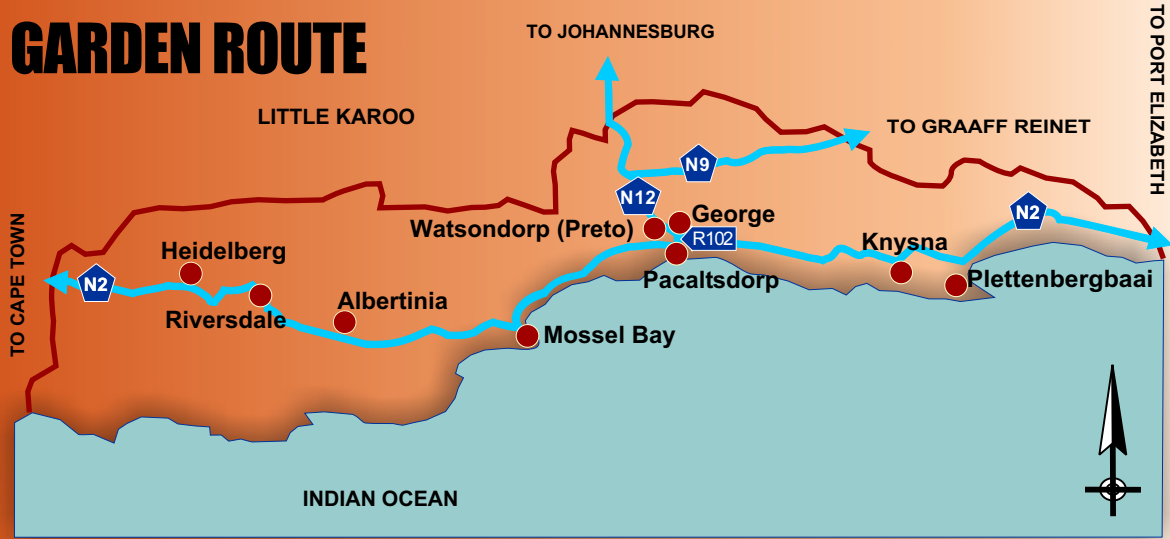 GARDEN ROUTE
TO JOHANNESBURG
TO PORT ELIZABETH
LITTLE KAROO
TO GRAAFF REINET
N9
N12
N2
George
Watsondorp (Preto)
R102
Knysna
TO CAPE TOWN
Heidelberg
N2
Pacaltsdorp
Plettenbergbaai
Albertinia
Riversdale
Mossel Bay
INDIAN OCEAN